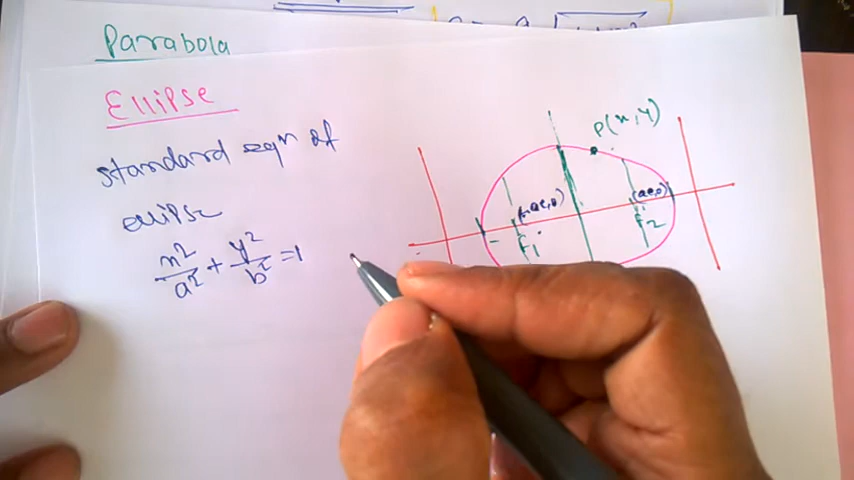 Parabola
Ellipse
standard eqn of
ellipse
x²/a² + y²/b² = 1
P(x,y)
(-ae,0)
(ae,0)
F1
F2